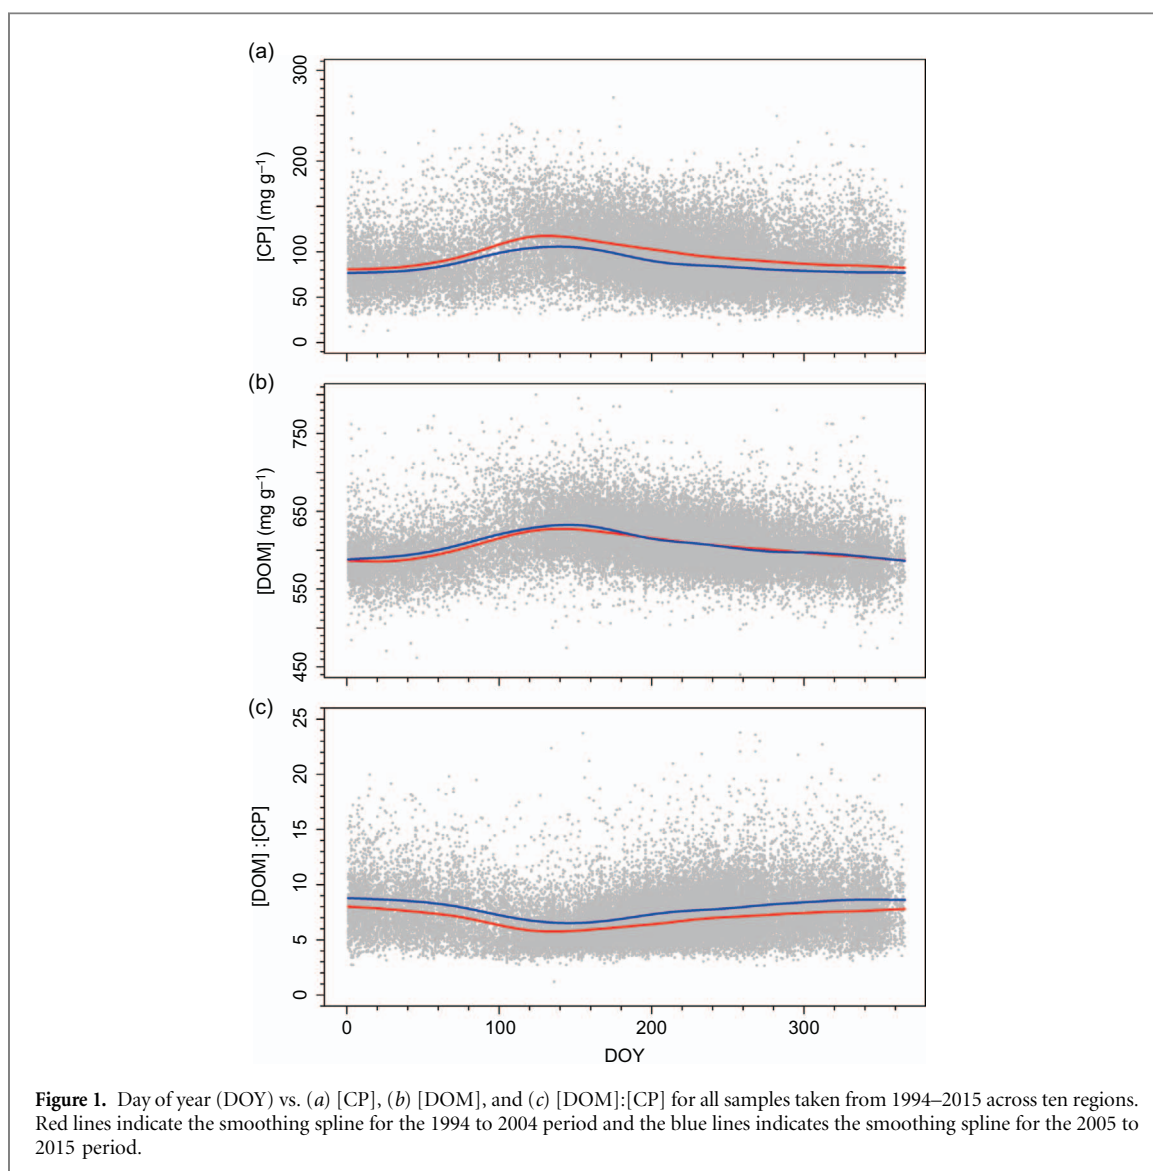 (a)
300
200
100
50
0
[CP] (mg g⁻¹)
(b)
750
650
550
450
[DOM] (mg g⁻¹)
(c)
25
20
15
10
5
0
[DOM] :[CP]
0 100 200 300
DOY
Figure 1. Day of year (DOY) vs. (a) [CP], (b) [DOM], and (c) [DOM]:[CP] for all samples taken from 1994–2015 across ten regions.
Red lines indicate the smoothing spline for the 1994 to 2004 period and the blue lines indicates the smoothing spline for the 2005 to
2015 period.